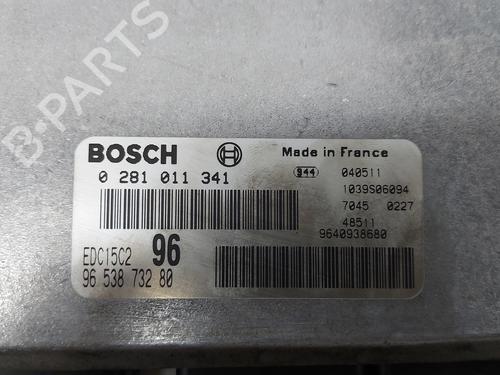 B-PARTS
BOSCH
Made in France
0 281 011 341
944 040511
1039S06094
7045 0227
48511
9640938680
EDC15C2 96
96 538 732 80